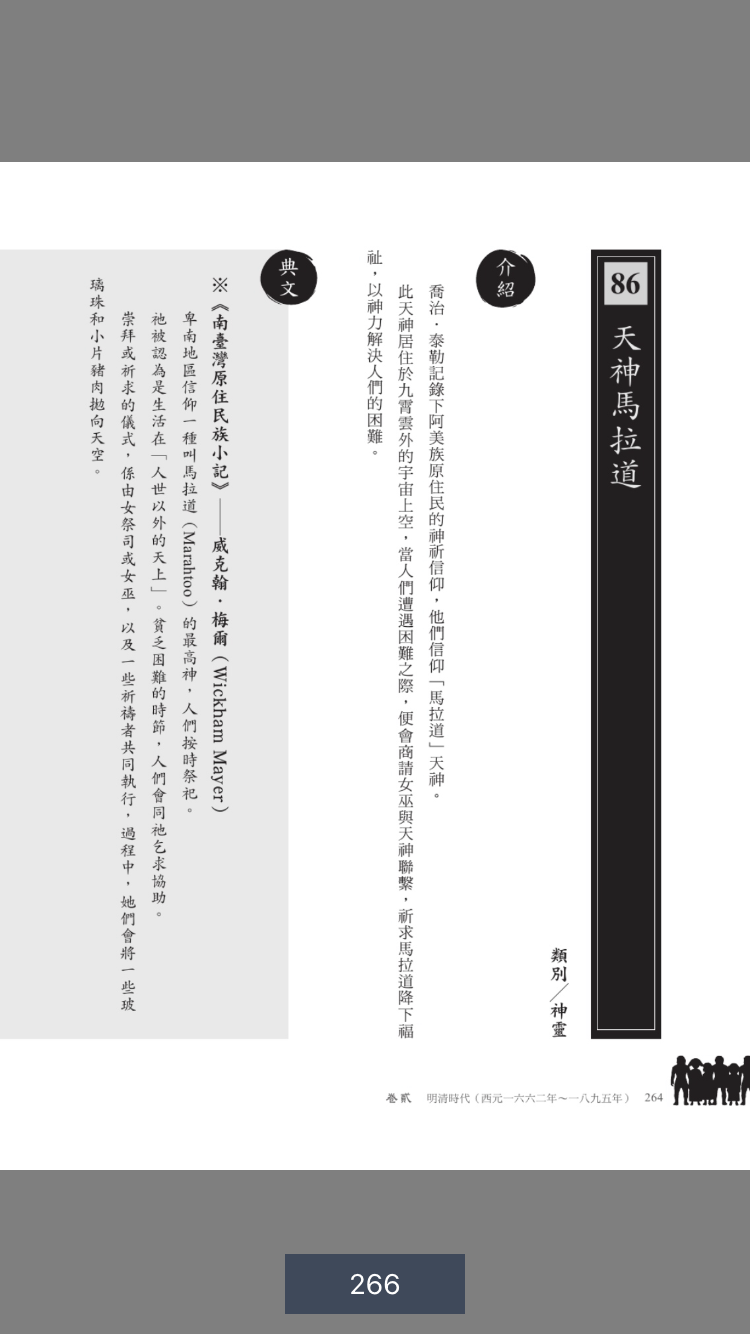 86
天神馬拉道
類別／神靈
介紹
喬治．泰勒記錄下阿美族原住民的神祈信仰，他們信仰「馬拉道」天神。
此天神居住於九霄雲外的宇宙上空，當人們遭遇困難之際，便會商請女巫與天神聯繫，祈求馬拉道降下福
祉，以神力解決人們的困難。
典文
※《南臺灣原住民族小記》——威克翰．梅爾（Wickham Mayer）
卑南地區信仰一種叫馬拉道（Marahtoo）的最高神，人們按時祭祀。
祂被認為是生活在「人世以外的天上」。貧乏困難的時節，人們會同祂乞求協助。
崇拜或祈求的儀式，係由女祭司或女巫，以及一些祈禱者共同執行，過程中，她們會將一些玻
璃珠和小片豬肉拋向天空。
卷貳 明清時代（西元一六六二年～一八九五年） 264
266